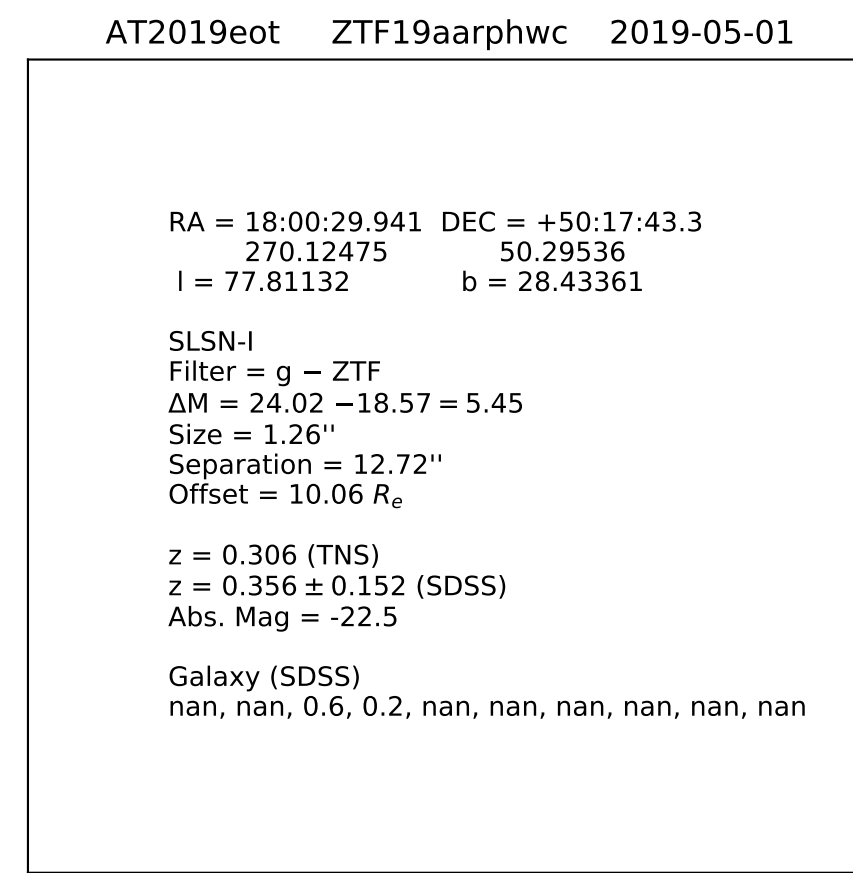 AT2019eot ZTF19aarphwc 2019-05-01
RA = 18:00:29.941 DEC = +50:17:43.3
270.12475 50.29536
l = 77.81132 b = 28.43361
SLSN-I
Filter = g − ZTF
ΔM = 24.02 −18.57 = 5.45
Size = 1.26''
Separation = 12.72''
Offset = 10.06 Rₑ
z = 0.306 (TNS)
z = 0.356 ± 0.152 (SDSS)
Abs. Mag = -22.5
Galaxy (SDSS)
nan, nan, 0.6, 0.2, nan, nan, nan, nan, nan, nan